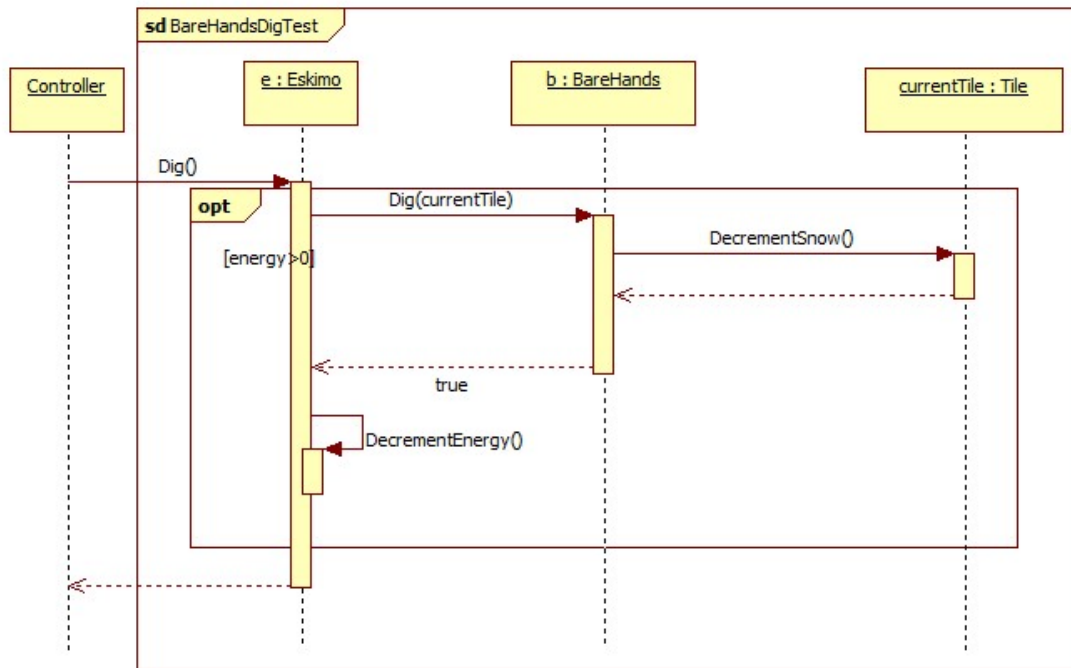 sd BareHandsDigTest
Controller
e : Eskimo
b : BareHands
currentTile : Tile
Dig()
opt
Dig(currentTile)
[energy>0]
DecrementSnow()
true
DecrementEnergy()